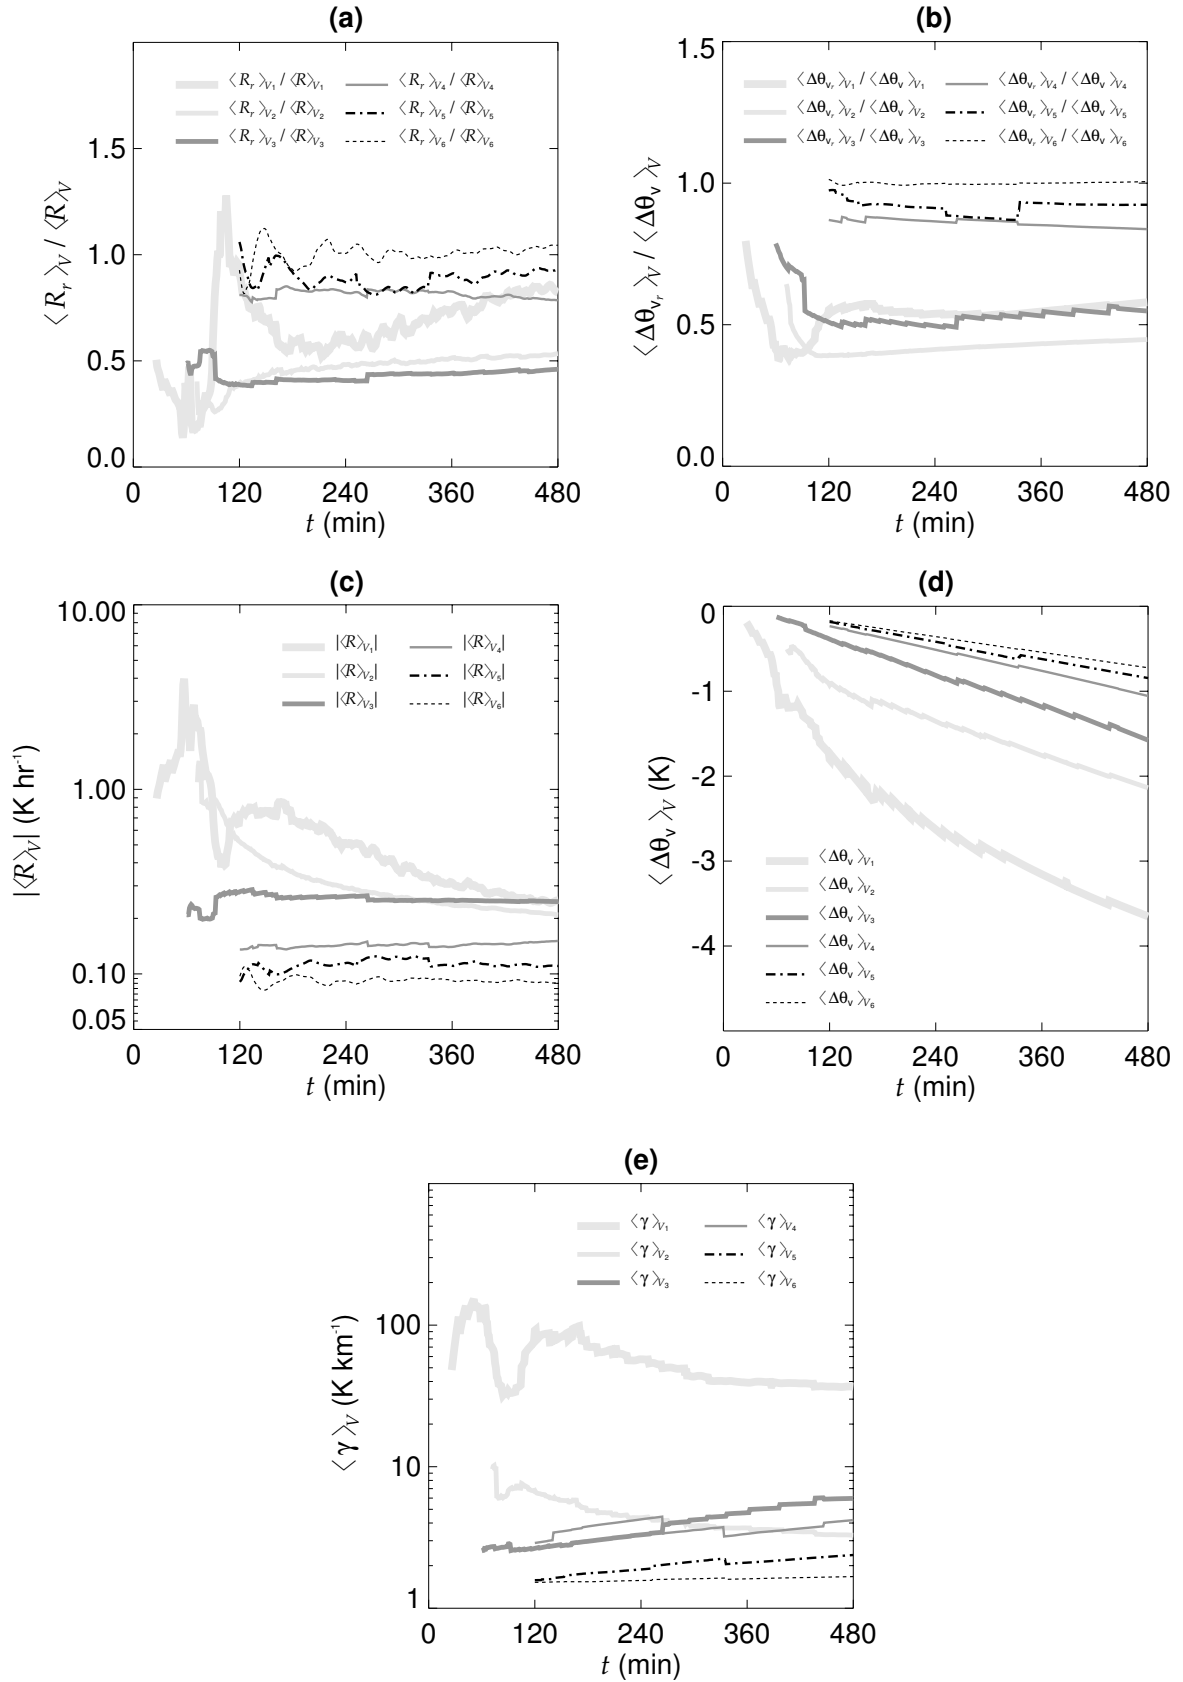 (a)
⟨R_r⟩_V1 / ⟨R⟩_V1 ⟨R_r⟩_V4 / ⟨R⟩_V4
⟨R_r⟩_V2 / ⟨R⟩_V2 ⟨R_r⟩_V5 / ⟨R⟩_V5
⟨R_r⟩_V3 / ⟨R⟩_V3 ⟨R_r⟩_V6 / ⟨R⟩_V6
1.5
1.0
0.5
0.0
⟨R_r⟩_V / ⟨R⟩_V
0 120 240 360 480
t (min)
(b)
⟨Δθ_vr⟩_V1 / ⟨Δθ_v⟩_V1 ⟨Δθ_vr⟩_V4 / ⟨Δθ_v⟩_V4
⟨Δθ_vr⟩_V2 / ⟨Δθ_v⟩_V2 ⟨Δθ_vr⟩_V5 / ⟨Δθ_v⟩_V5
⟨Δθ_vr⟩_V3 / ⟨Δθ_v⟩_V3 ⟨Δθ_vr⟩_V6 / ⟨Δθ_v⟩_V6
1.5
1.0
0.5
0.0
⟨Δθ_vr⟩_V / ⟨Δθ_v⟩_V
0 120 240 360 480
t (min)
(c)
|⟨R⟩_V1| |⟨R⟩_V4|
|⟨R⟩_V2| |⟨R⟩_V5|
|⟨R⟩_V3| |⟨R⟩_V6|
10.00
1.00
0.10
0.05
|⟨R⟩_V| (K hr⁻¹)
0 120 240 360 480
t (min)
(d)
0
-1
-2
-3
-4
⟨Δθ_v⟩_V (K)
⟨Δθ_v⟩_V1
⟨Δθ_v⟩_V2
⟨Δθ_v⟩_V3
⟨Δθ_v⟩_V4
⟨Δθ_v⟩_V5
⟨Δθ_v⟩_V6
0 120 240 360 480
t (min)
(e)
⟨γ⟩_V1 ⟨γ⟩_V4
⟨γ⟩_V2 ⟨γ⟩_V5
⟨γ⟩_V3 ⟨γ⟩_V6
100
10
1
⟨γ⟩_V (K km⁻¹)
0 120 240 360 480
t (min)